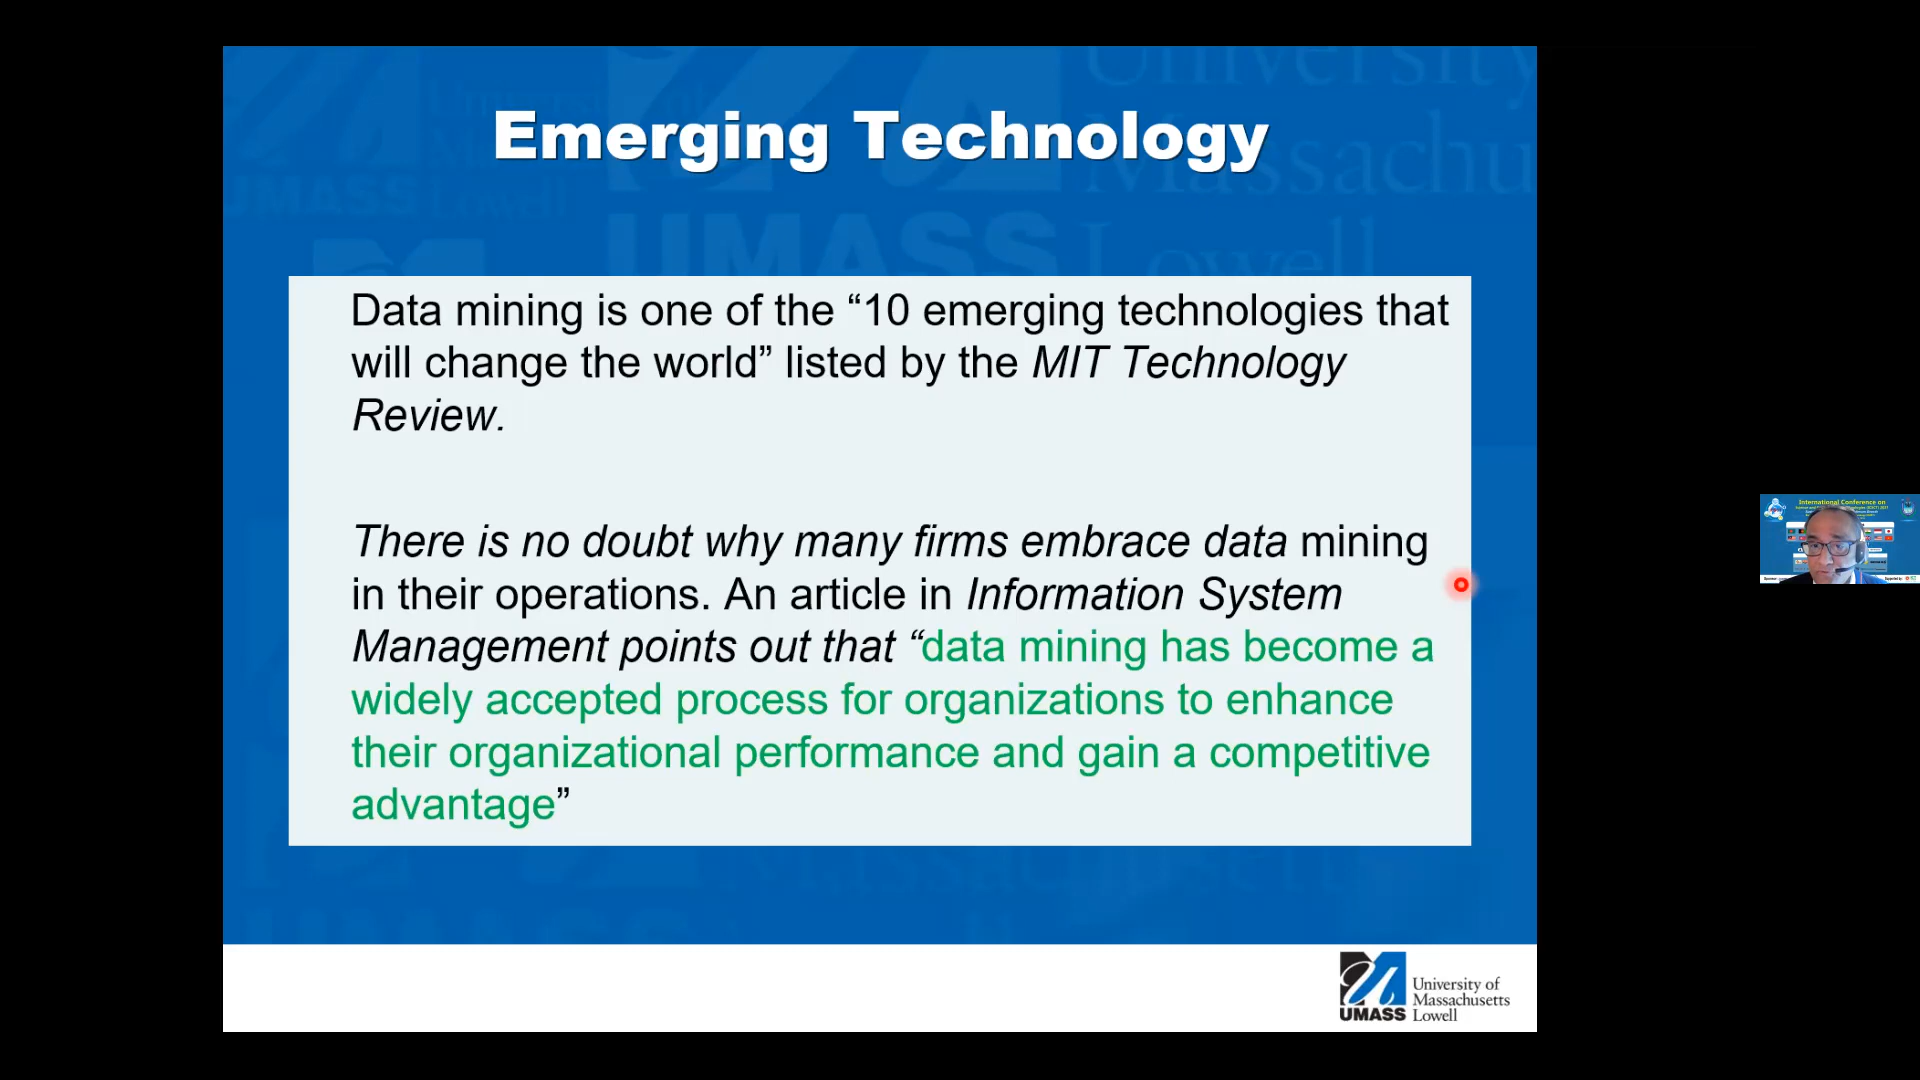 Emerging Technology
Data mining is one of the “10 emerging technologies that
will change the world” listed by the MIT Technology
Review.
There is no doubt why many firms embrace data mining
in their operations. An article in Information System
Management points out that “data mining has become a
widely accepted process for organizations to enhance
their organizational performance and gain a competitive
advantage”
UMASS
University of
Massachusetts
Lowell
International Conference on